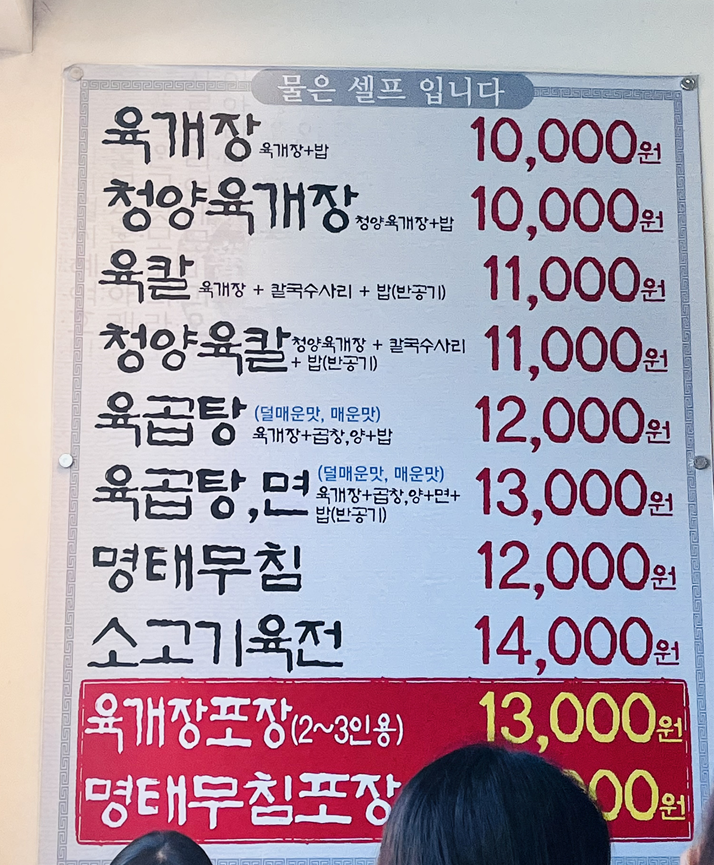 물은 셀프 입니다
육개장 육개장+밥 10,000원
청양육개장 청양육개장+밥 10,000원
육칼 육개장 + 칼국수사리 + 밥(반공기) 11,000원
청양육칼 청양육개장 + 칼국수사리 11,000원
+ 밥(반공기)
육곱탕 (덜매운맛, 매운맛) 12,000원
육개장+곱창,양+밥
육곱탕,면 (덜매운맛, 매운맛) 13,000원
육개장+곱창,양+면+
밥(반공기)
명태무침 12,000원
소고기육전 14,000원
육개장포장(2~3인용) 13,000원
명태무침포장 원